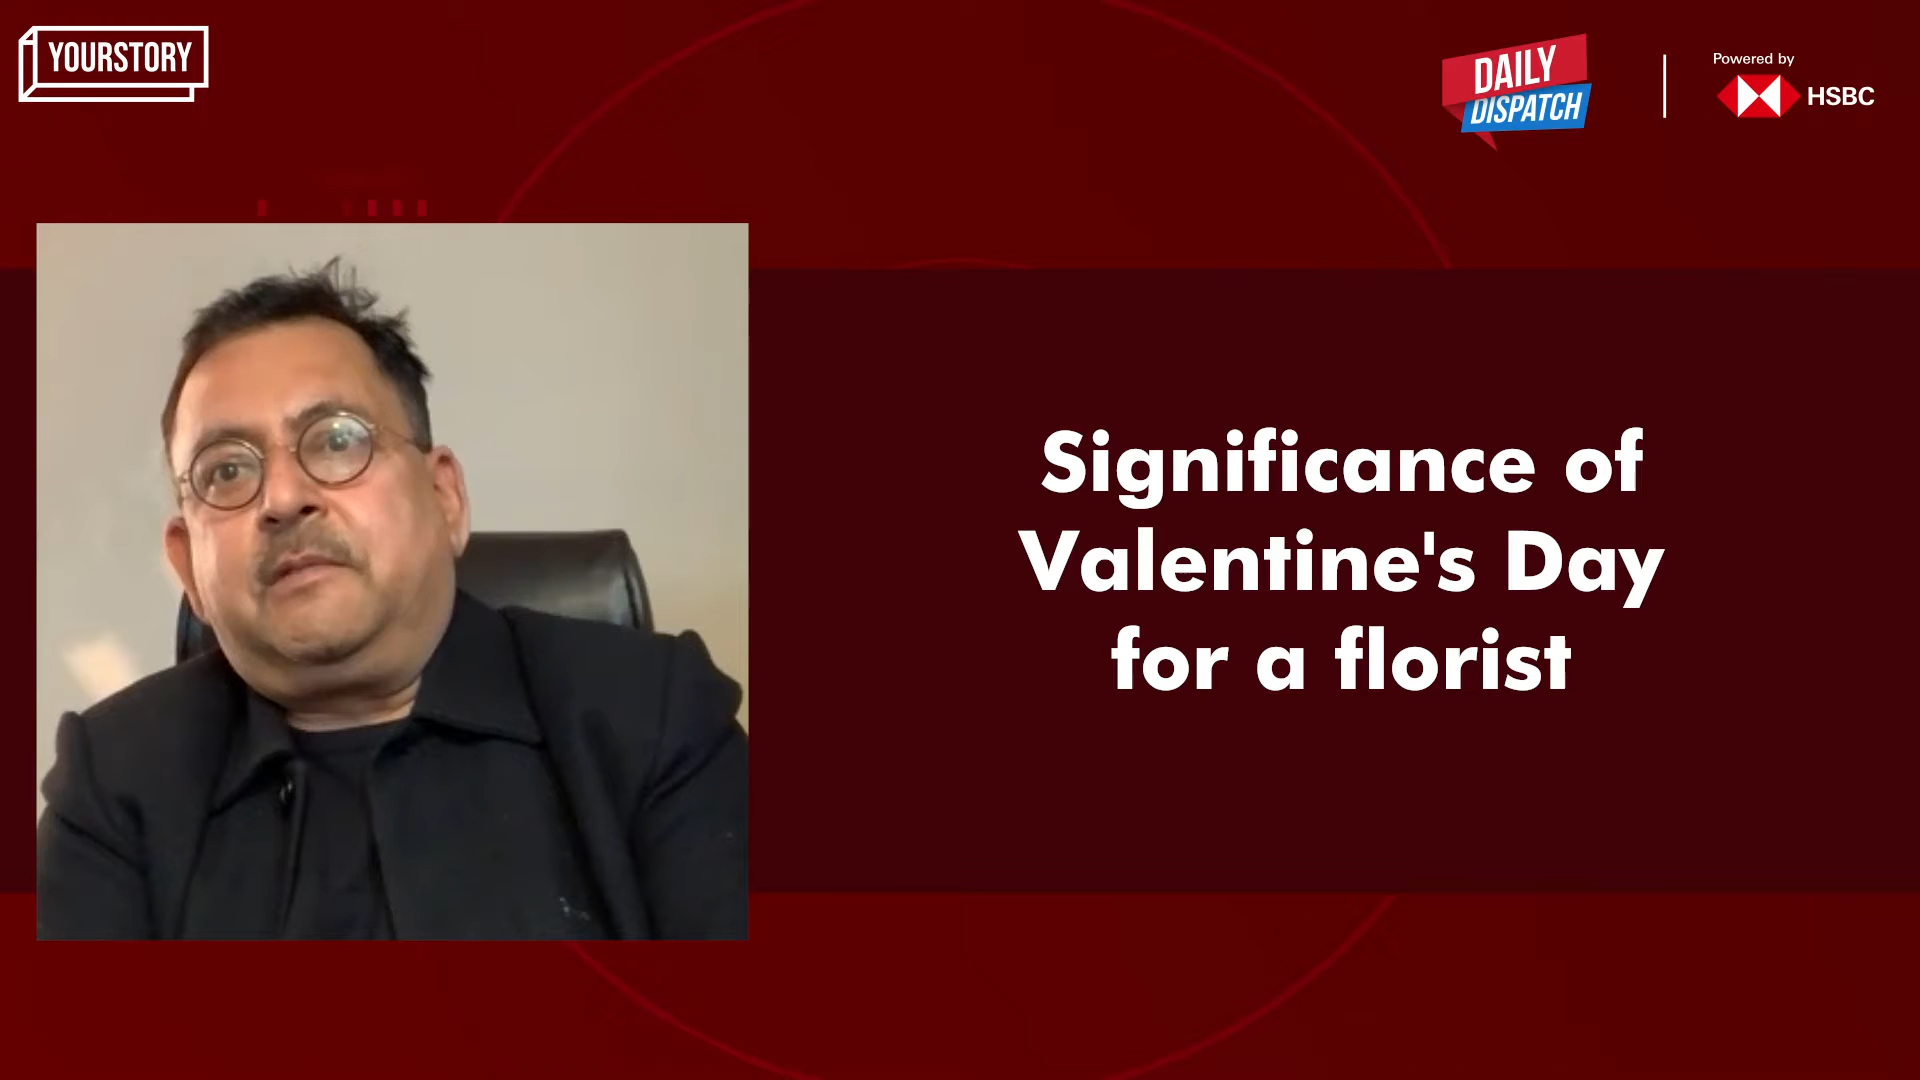 YOURSTORY
DAILY
DISPATCH
Powered by
HSBC
Significance of
Valentine's Day
for a florist